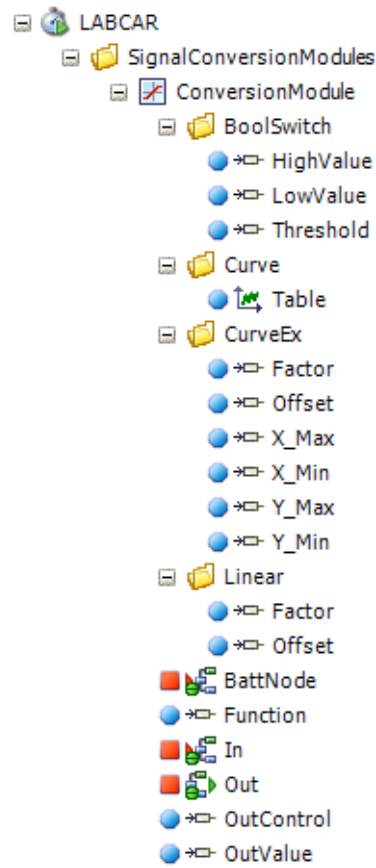 LABCAR
SignalConversionModules
ConversionModule
BoolSwitch
HighValue
LowValue
Threshold
Curve
Table
CurveEx
Factor
Offset
X_Max
X_Min
Y_Max
Y_Min
Linear
Factor
Offset
BattNode
Function
In
Out
OutControl
OutValue